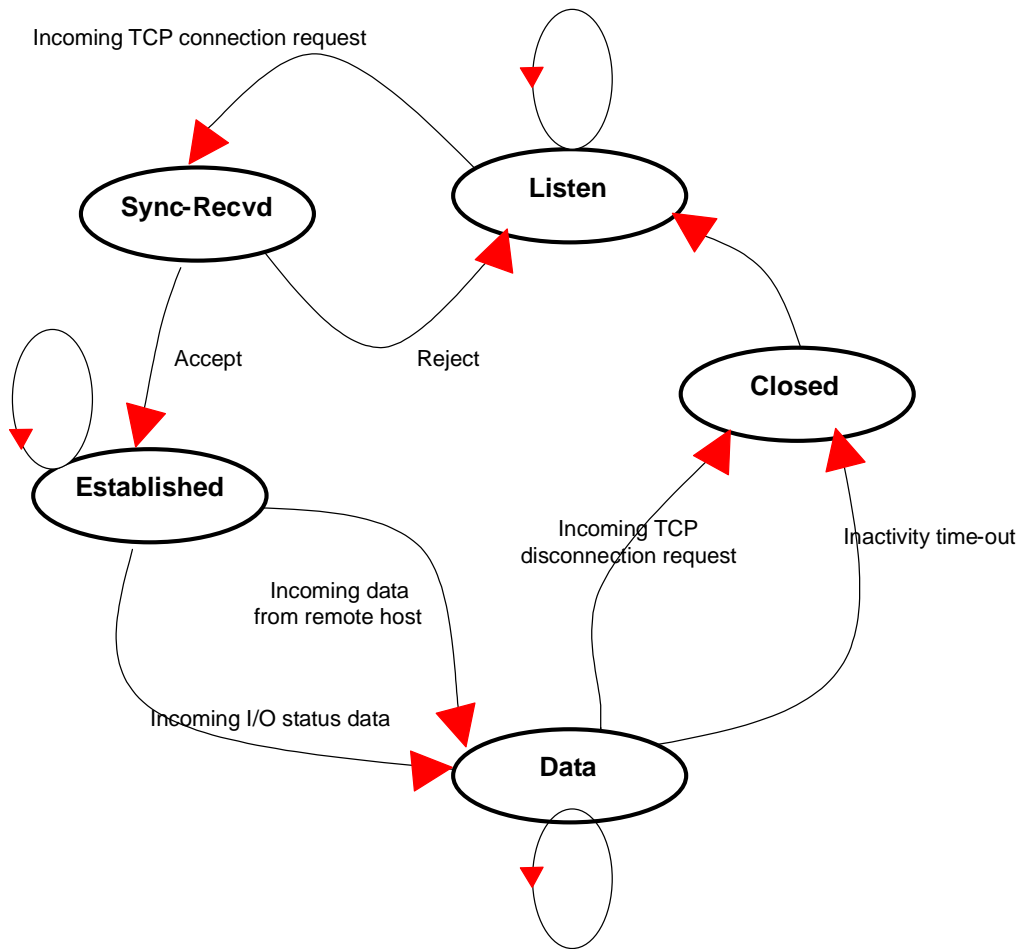 Incoming TCP connection request
Listen
Sync-Recvd
Accept
Reject
Closed
Established
Incoming TCP
disconnection request
Inactivity time-out
Incoming data
from remote host
Incoming I/O status data
Data